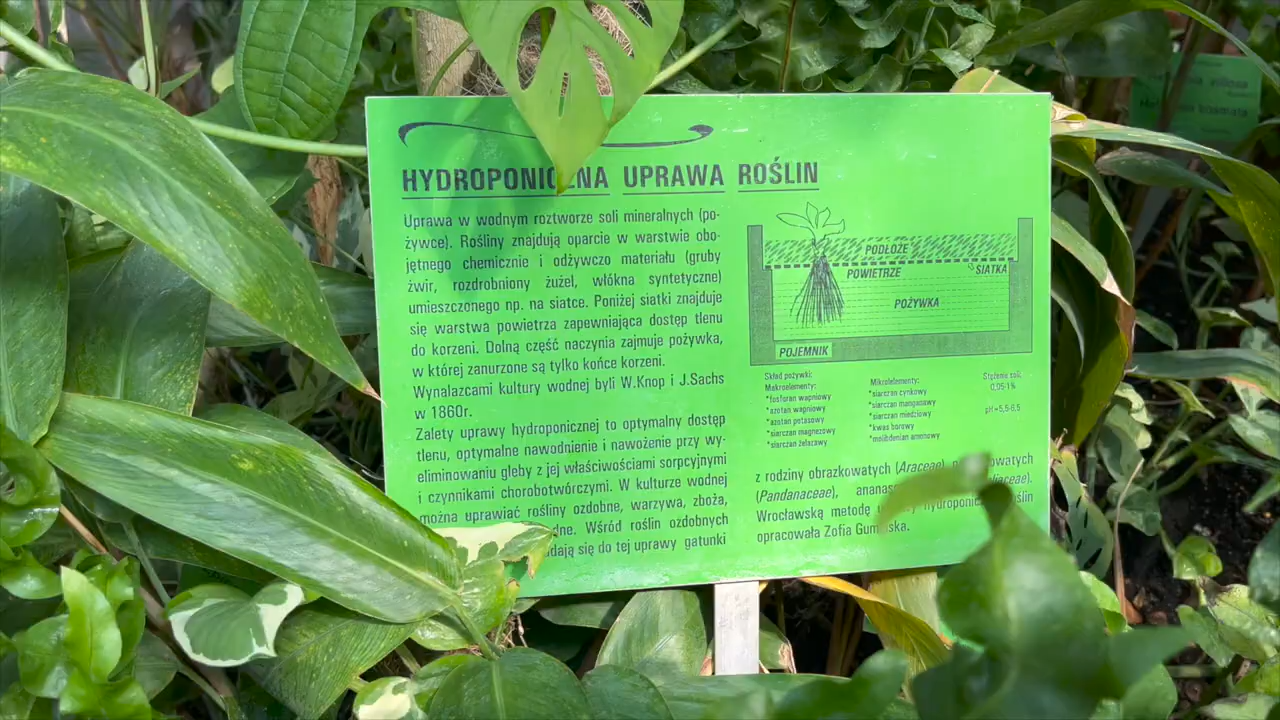 HYDROPONICZNA UPRAWA ROŚLIN
Uprawa w wodnym roztworze soli mineralnych (po-
żywce). Rośliny znajdują oparcie w warstwie obo-
jętnego chemicznie i odżywczo materiału (gruby
żwir, rozdrobniony żużel, włókna syntetyczne)
umieszczonego np. na siatce. Poniżej siatki znajduje
się warstwa powietrza zapewniająca dostęp tlenu
do korzeni. Dolną część naczynia zajmuje pożywka,
w której zanurzone są tylko końce korzeni.
Wynalazcami kultury wodnej byli W.Knop i J.Sachs
w 1860r.
Zalety uprawy hydroponicznej to optymalny dostęp
tlenu, optymalne nawodnienie i nawożenie przy wy-
eliminowaniu gleby z jej właściwościami sorpcyjnymi
i czynnikami chorobotwórczymi. W kulturze wodnej
można uprawiać rośliny ozdobne, warzywa, zboża,
Wśród roślin ozdobnych
się do tej uprawy gatunki
PODŁOŻE
POWIETRZE
SIATKA
POŻYWKA
POJEMNIK
Skład pożywki:
Makroelementy:
*fosforan wapniowy
*azotan wapniowy
*azotan potasowy
*siarczan magnezowy
*siarczan żelazawy
Mikroelementy:
*siarczan cynkowy
*siarczan manganawy
*siarczan miedziowy
*kwas borowy
*molibdenian amonowy
Stężenie soli:
0,05-1%
pH=5,5-6,5
z rodziny obrazkowatych (Araceae),
(Pandanaceae),
Wrocławską metodę roślin
opracowała Zofia